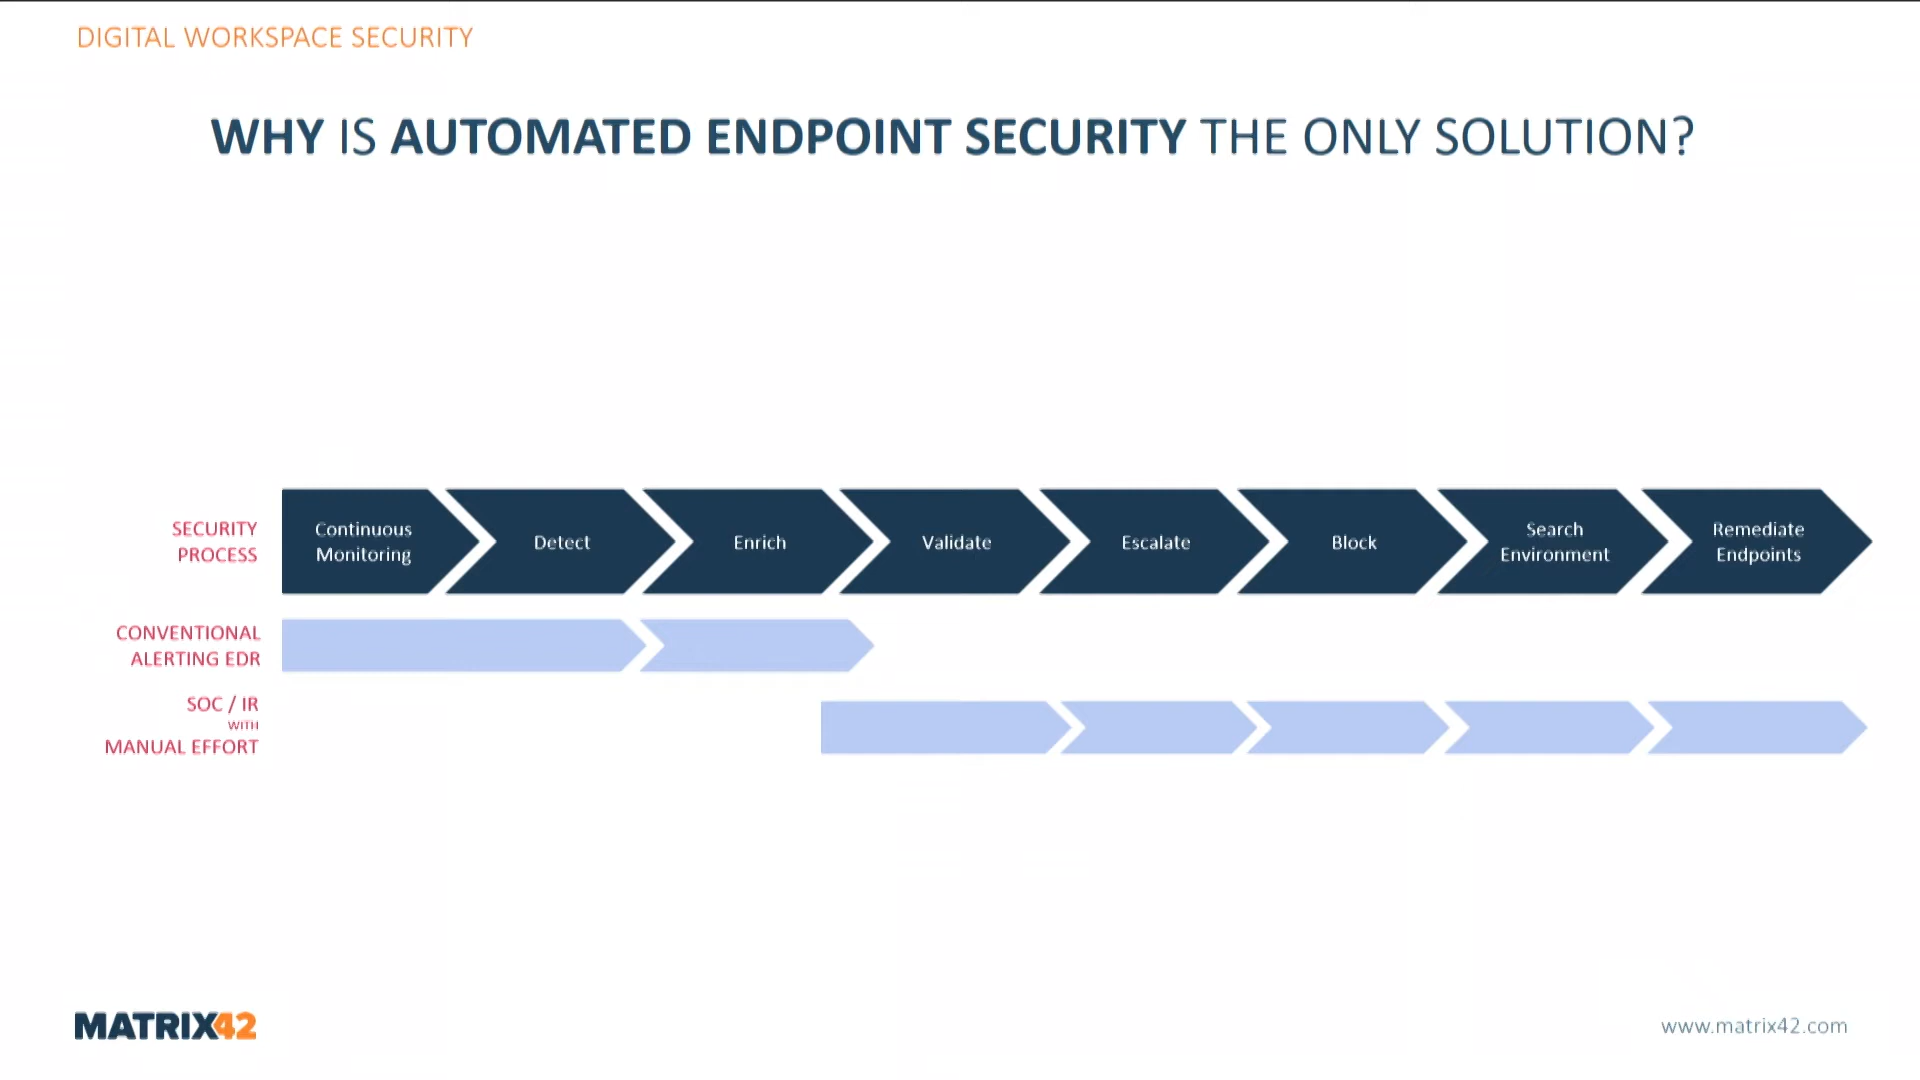 DIGITAL WORKSPACE SECURITY
WHY IS AUTOMATED ENDPOINT SECURITY THE ONLY SOLUTION?
SECURITY
PROCESS
Continuous
Monitoring
Detect
Enrich
Validate
Escalate
Block
Search
Environment
Remediate
Endpoints
CONVENTIONAL
ALERTING EDR
SOC / IR
WITH
MANUAL EFFORT
MATRIX42
www.matrix42.com